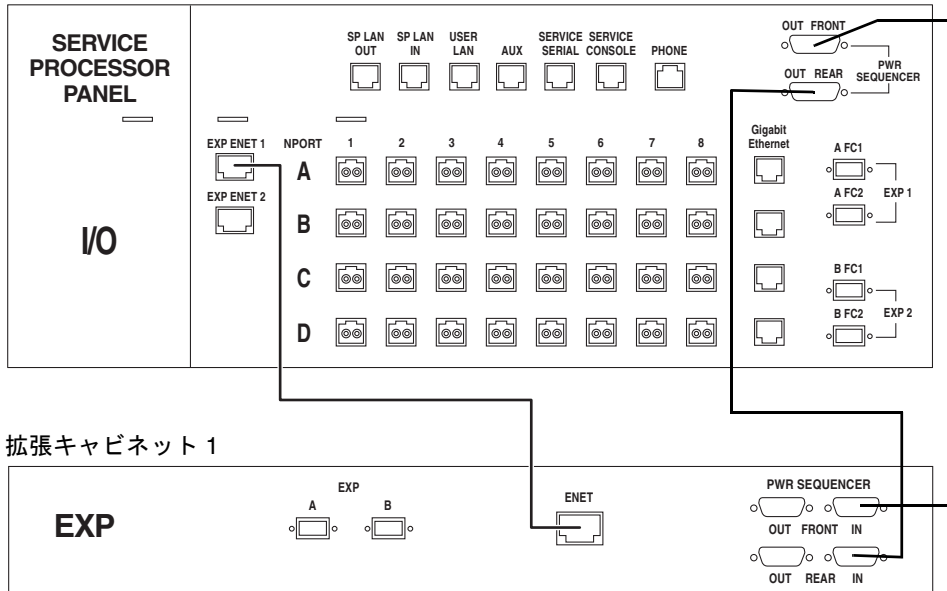 SERVICE
PROCESSOR
PANEL
I/O
SP LAN
OUT
SP LAN
IN
USER
LAN
AUX
SERVICE
SERIAL
SERVICE
CONSOLE
PHONE
OUT FRONT
OUT REAR
PWR
SEQUENCER
EXP ENET 1
EXP ENET 2
NPORT 1 2 3 4 5 6 7 8
A
B
C
D
Gigabit
Ethernet
A FC1
A FC2
EXP 1
B FC1
B FC2
EXP 2
拡張キャビネット 1
EXP
EXP
A B
ENET
PWR SEQUENCER
OUT FRONT IN
OUT REAR IN